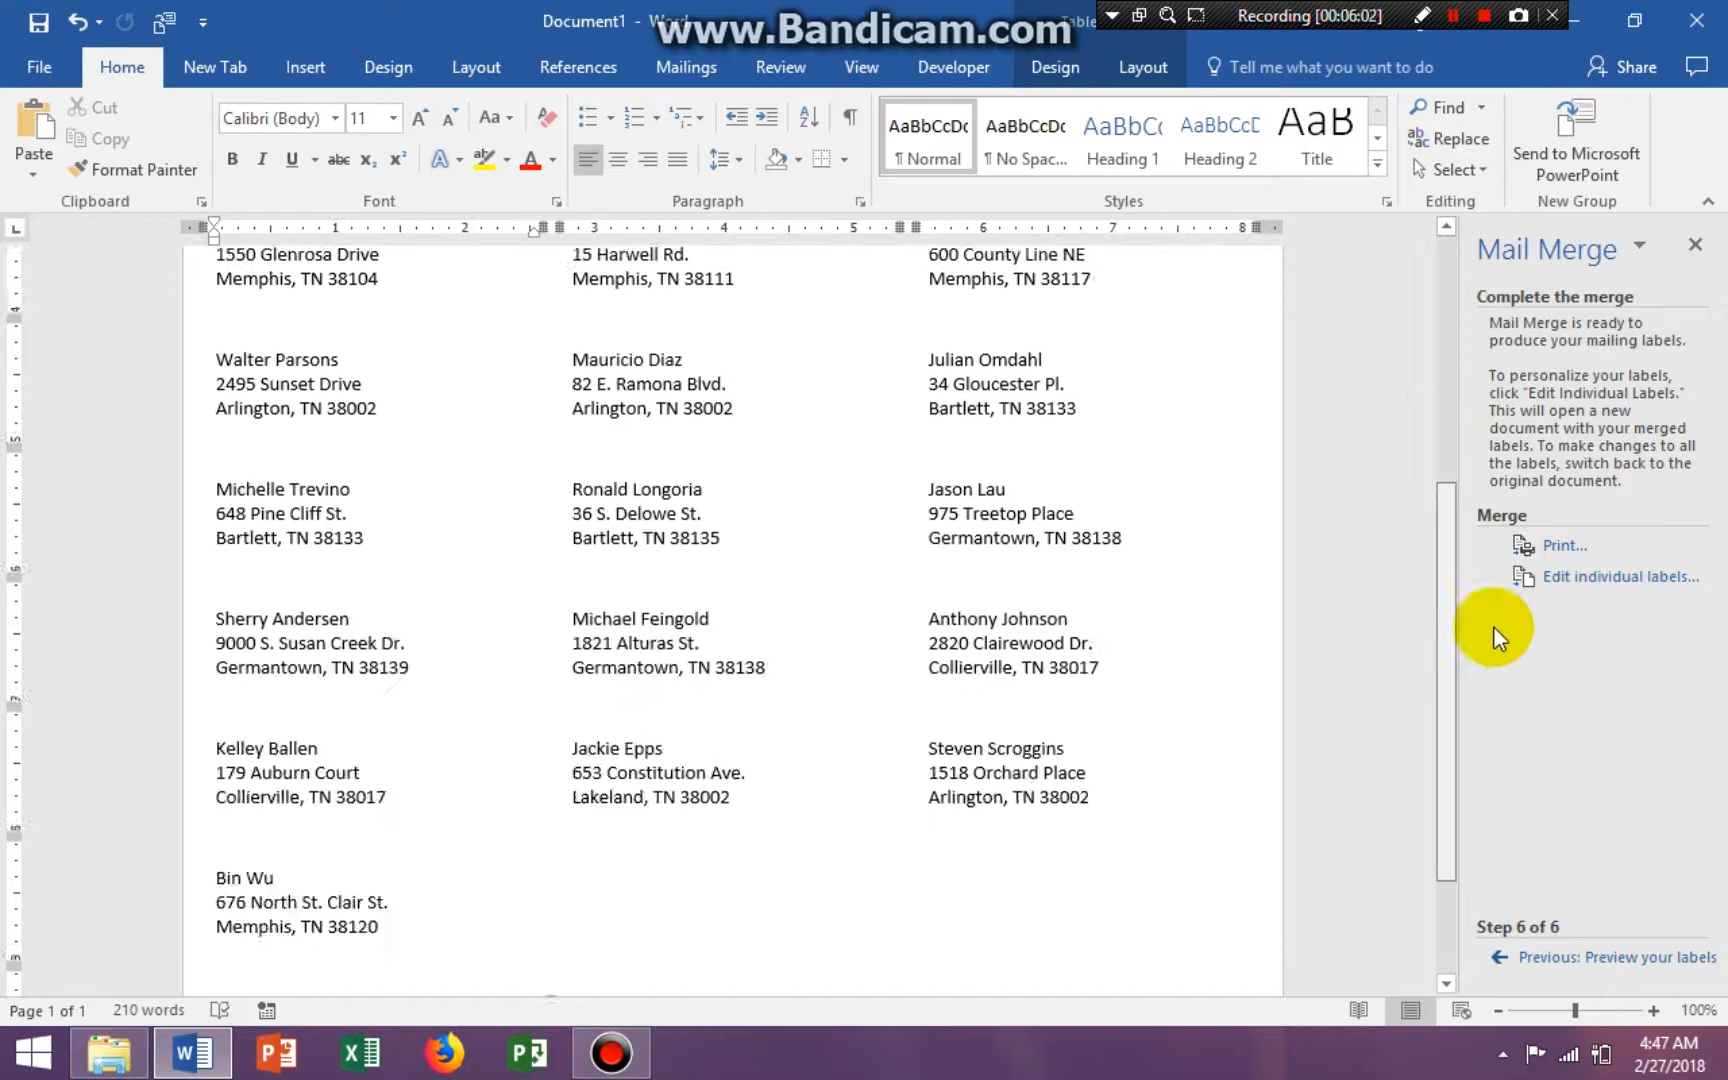 Document1 - Word
www.Bandicam.com
Recording [00:06:02]
File Home New Tab Insert Design Layout References Mailings Review View Developer Design Layout Tell me what you want to do Share
Paste
Cut
Copy
Format Painter
Clipboard
Calibri (Body) 11
Font
Paragraph
AaBbCcDc AaBbCcDc AaBbCc AaBbCcD AaB
¶ Normal ¶ No Spac... Heading 1 Heading 2 Title
Styles
Find
Replace
Select
Editing
Send to Microsoft
PowerPoint
New Group
1 2 3 4 5 6 7 8
1550 Glenrosa Drive
Memphis, TN 38104
15 Harwell Rd.
Memphis, TN 38111
600 County Line NE
Memphis, TN 38117
Walter Parsons
2495 Sunset Drive
Arlington, TN 38002
Mauricio Diaz
82 E. Ramona Blvd.
Arlington, TN 38002
Julian Omdahl
34 Gloucester Pl.
Bartlett, TN 38133
Michelle Trevino
648 Pine Cliff St.
Bartlett, TN 38133
Ronald Longoria
36 S. Delowe St.
Bartlett, TN 38135
Jason Lau
975 Treetop Place
Germantown, TN 38138
Sherry Andersen
9000 S. Susan Creek Dr.
Germantown, TN 38139
Michael Feingold
1821 Alturas St.
Germantown, TN 38138
Anthony Johnson
2820 Clairewood Dr.
Collierville, TN 38017
Kelley Ballen
179 Auburn Court
Collierville, TN 38017
Jackie Epps
653 Constitution Ave.
Lakeland, TN 38002
Steven Scroggins
1518 Orchard Place
Arlington, TN 38002
Bin Wu
676 North St. Clair St.
Memphis, TN 38120
Mail Merge
Complete the merge
Mail Merge is ready to
produce your mailing labels.
To personalize your labels,
click "Edit Individual Labels."
This will open a new
document with your merged
labels. To make changes to all
the labels, switch back to the
original document.
Merge
Print...
Edit individual labels...
Step 6 of 6
Previous: Preview your labels
Page 1 of 1 210 words
100%
4:47 AM
2/27/2018